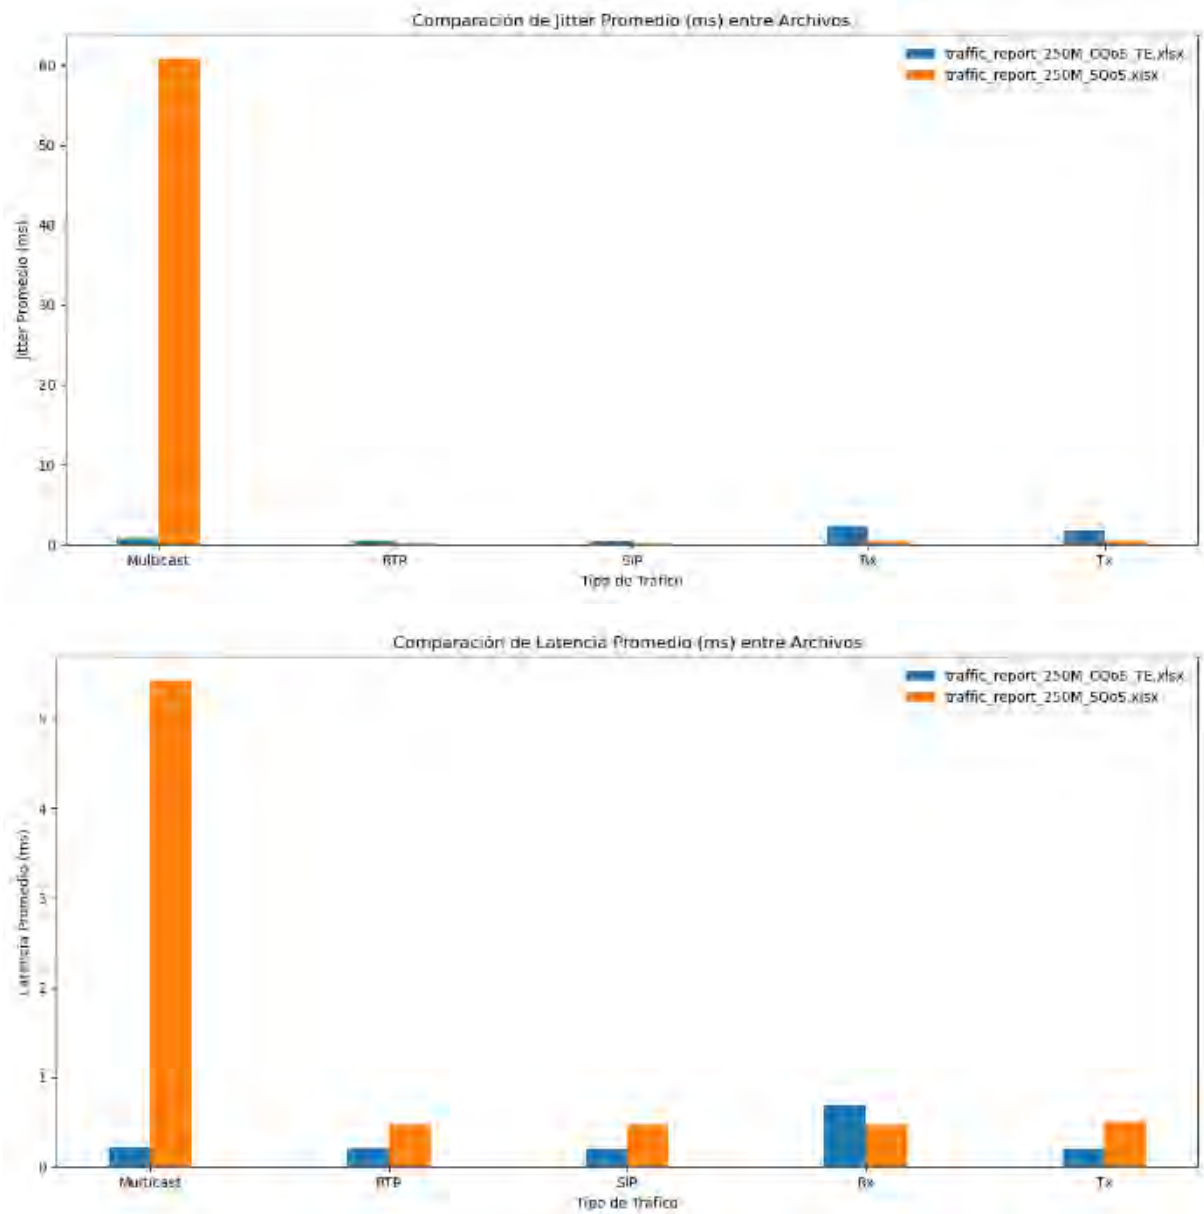 Comparación de Jitter Promedio (ms) entre Archivos
traffic_report_250M_CQoS_TE.xlsx
traffic_report_250M_SQoS.xlsx
60
50
40
30
20
10
0
Jitter Promedio (ms)
Multicast
RTP
SIP
Rx
Tx
Tipo de Tráfico
Comparación de Latencia Promedio (ms) entre Archivos
traffic_report_250M_CQoS_TE.xlsx
traffic_report_250M_SQoS.xlsx
5
4
3
2
1
0
Latencia Promedio (ms)
Multicast
RTP
SIP
Rx
Tx
Tipo de Tráfico